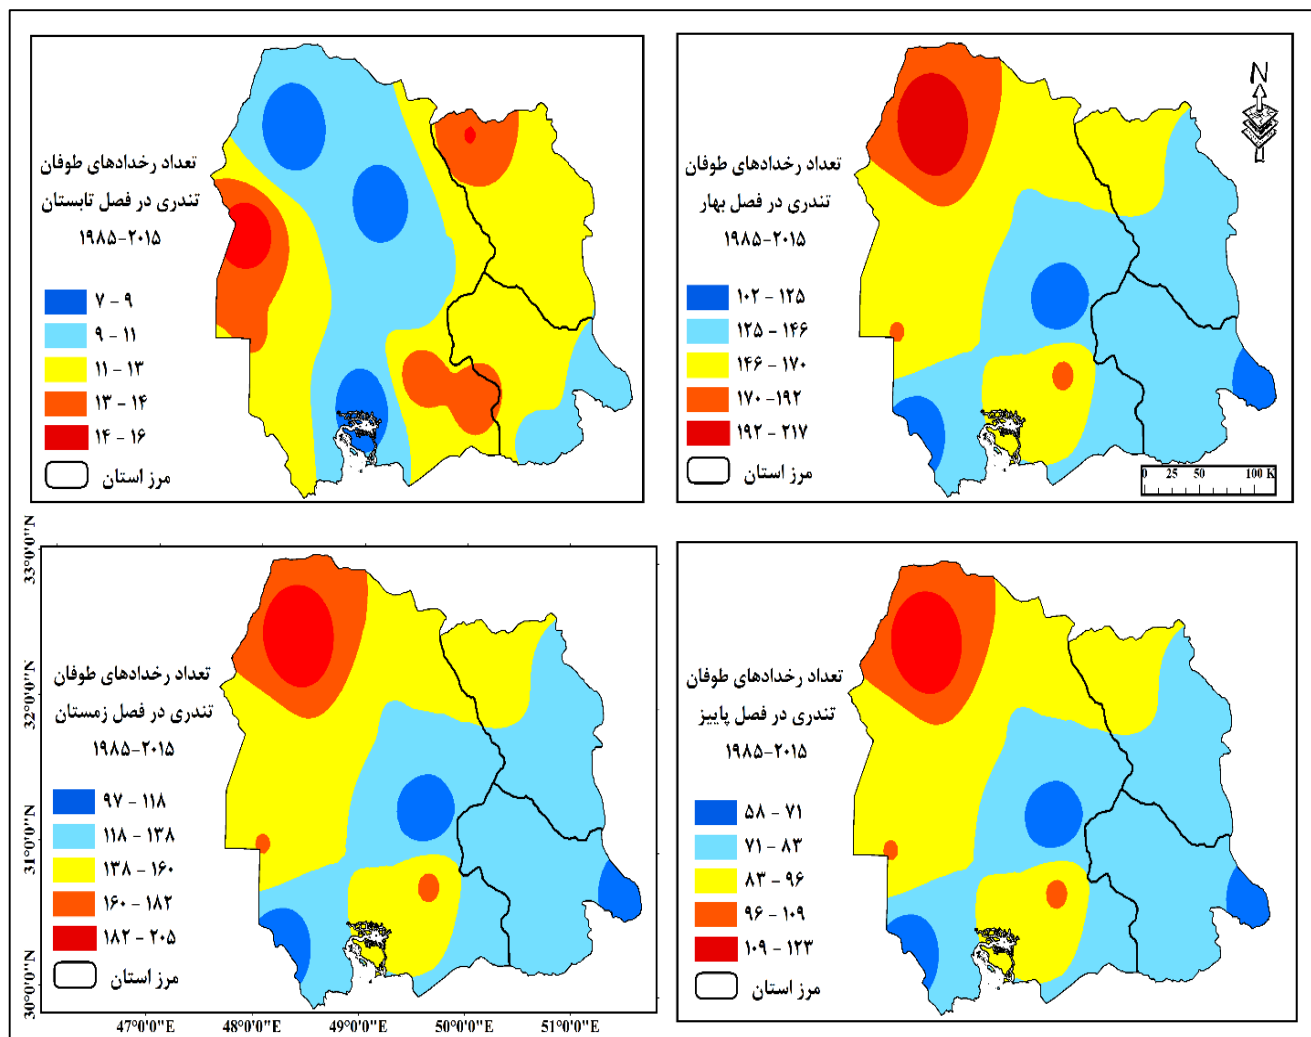 تعداد رخدادهای طوفان
تندری در فصل تابستان
۱۹۸۵-۲۰۱۵
۷ - ۹
۹ - ۱۱
۱۱ - ۱۳
۱۳ - ۱۴
۱۴ - ۱۶
مرز استان
N
تعداد رخدادهای طوفان
تندری در فصل بهار
۱۹۸۵-۲۰۱۵
۱۰۲ - ۱۲۵
۱۲۵ - ۱۴۶
۱۴۶ - ۱۷۰
۱۷۰ - ۱۹۲
۱۹۲ - ۲۱۷
مرز استان
0 25 50 100 K
33°0'0"N
32°0'0"N
31°0'0"N
30°0'0"N
تعداد رخدادهای طوفان
تندری در فصل زمستان
۱۹۸۵-۲۰۱۵
۹۷ - ۱۱۸
۱۱۸ - ۱۳۸
۱۳۸ - ۱۶۰
۱۶۰ - ۱۸۲
۱۸۲ - ۲۰۵
مرز استان
47°0'0"E 48°0'0"E 49°0'0"E 50°0'0"E 51°0'0"E
تعداد رخدادهای طوفان
تندری در فصل پاییز
۱۹۸۵-۲۰۱۵
۵۸ - ۷۱
۷۱ - ۸۳
۸۳ - ۹۶
۹۶ - ۱۰۹
۱۰۹ - ۱۲۳
مرز استان